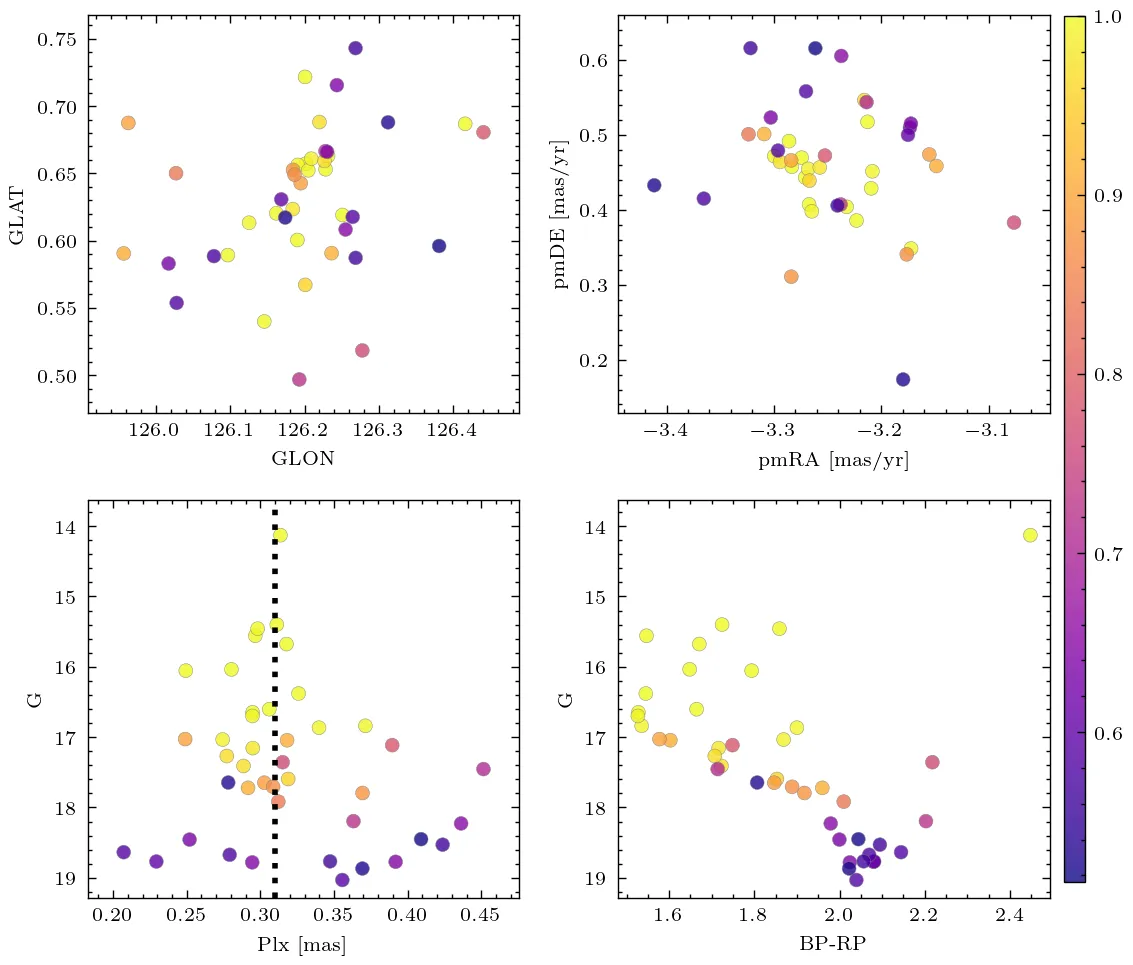 0.75
0.70
0.65
0.60
0.55
0.50
GLAT
126.0 126.1 126.2 126.3 126.4
GLON
0.6
0.5
0.4
0.3
0.2
pmDE [mas/yr]
−3.4 −3.3 −3.2 −3.1
pmRA [mas/yr]
1.0
0.9
0.8
0.7
0.6
14
15
16
17
18
19
G
0.20 0.25 0.30 0.35 0.40 0.45
Plx [mas]
14
15
16
17
18
19
G
1.6 1.8 2.0 2.2 2.4
BP-RP